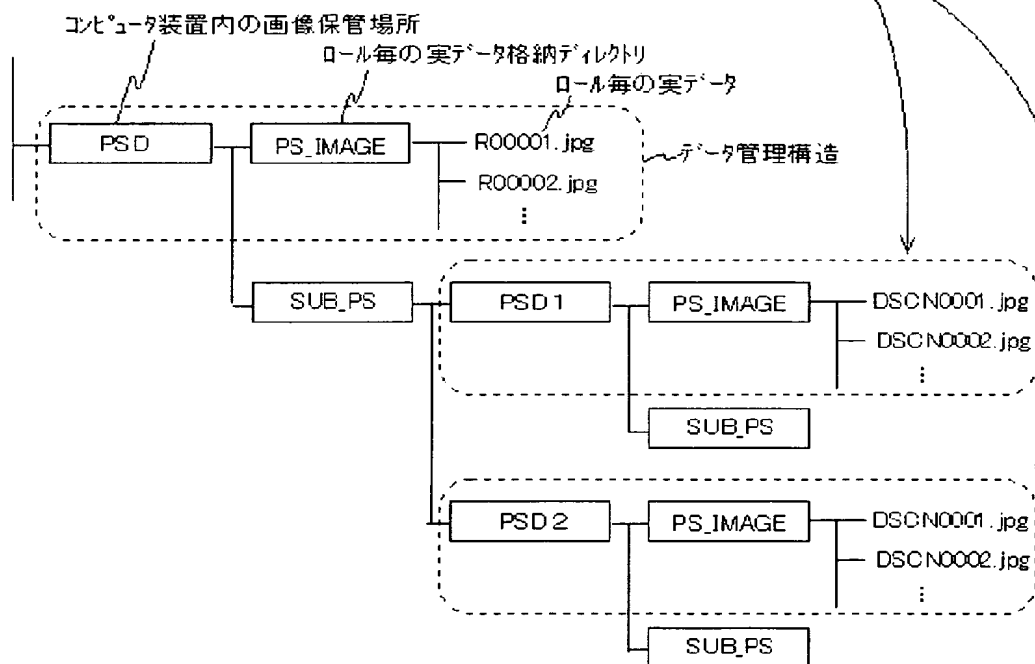 コンピュータ装置内の画像保管場所
ロール毎の実データ格納ディレクトリ
ロール毎の実データ
PSD
PS_IMAGE
R00001.jpg
データ管理構造
R00002.jpg
⋮
SUB_PS
PSD1
PS_IMAGE
DSCN0001.jpg
DSCN0002.jpg
⋮
SUB_PS
PSD2
PS_IMAGE
DSCN0001.jpg
DSCN0002.jpg
⋮
SUB_PS